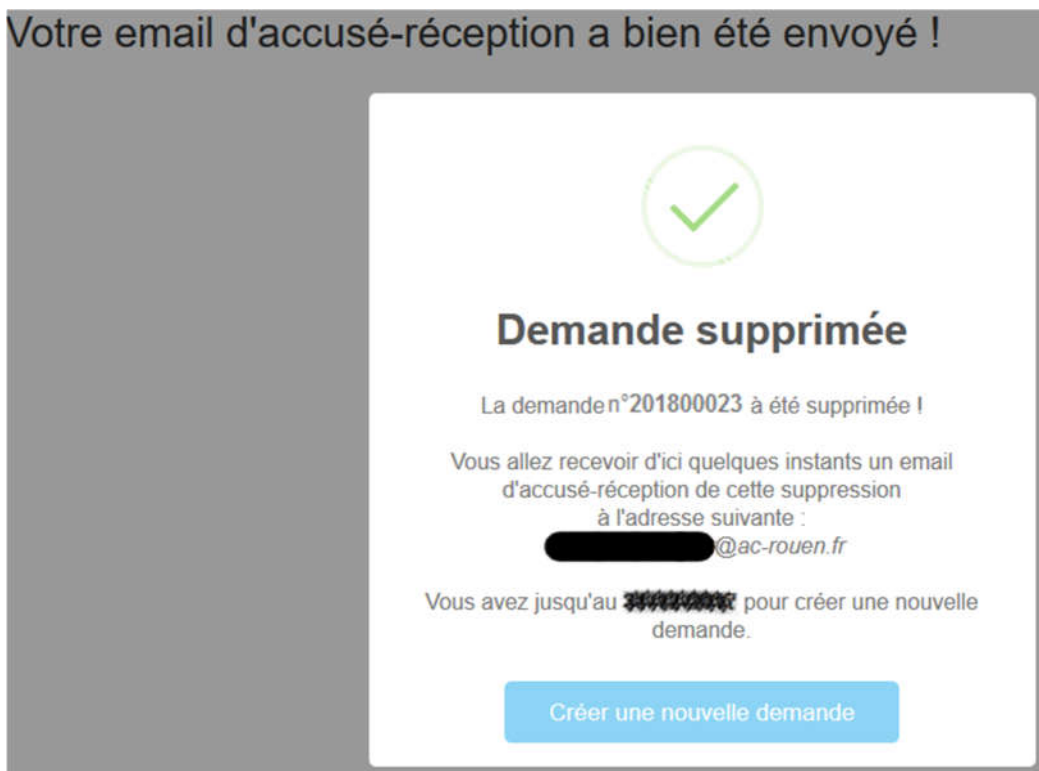 Votre email d'accusé-réception a bien été envoyé !
Demande supprimée
La demande n°201800023 à été supprimée !
Vous allez recevoir d'ici quelques instants un email
d'accusé-réception de cette suppression
à l'adresse suivante :
@ac-rouen.fr
Vous avez jusqu'au pour créer une nouvelle
demande.
Créer une nouvelle demande